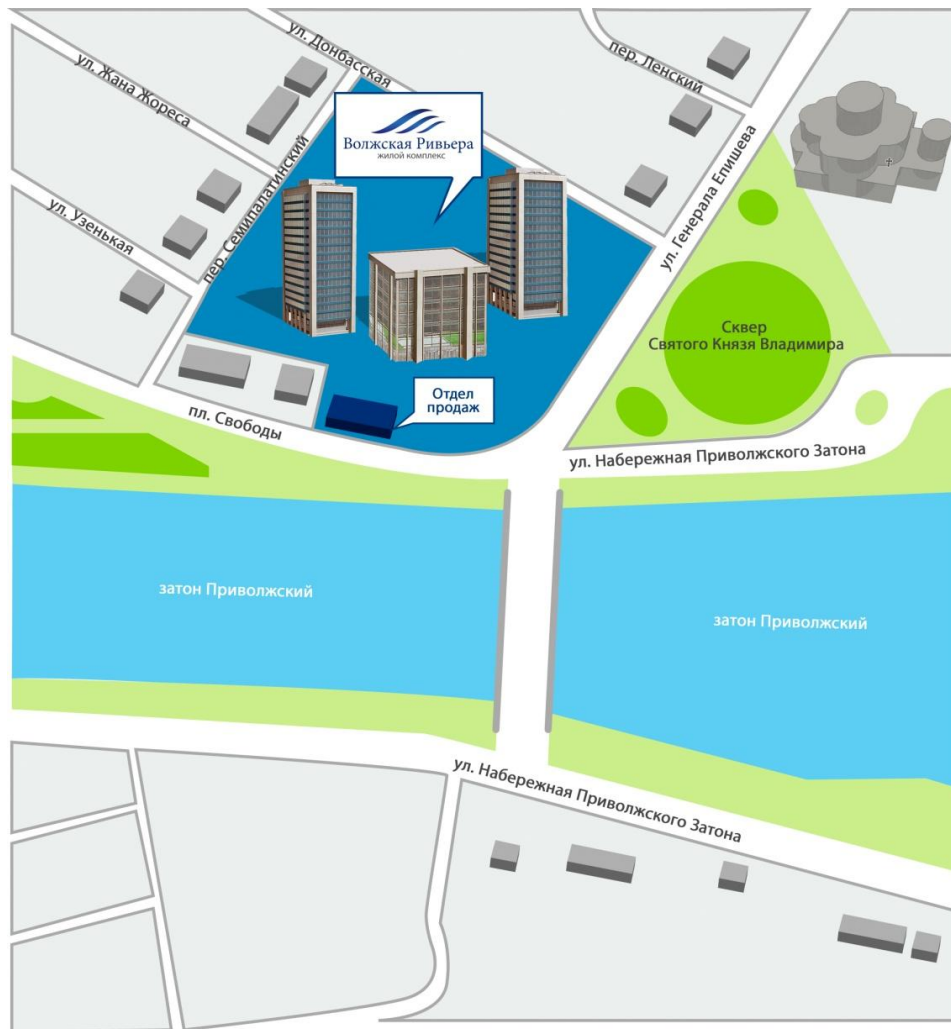 ул. Донбасская
пер. Ленский
ул. Жана Жореса
Волжская Ривьера
жилой комплекс
ул. Генерала Епишева
пер. Семипалатинский
ул. Узенькая
Сквер
Святого Князя Владимира
Отдел
продаж
пл. Свободы
ул. Набережная Приволжского Затона
затон Приволжский
затон Приволжский
ул. Набережная Приволжского Затона